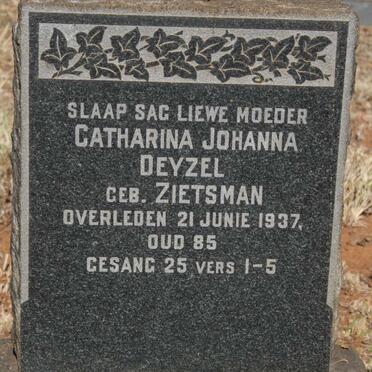 SLAAP SAG LIEWE MOEDER
CATHARINA JOHANNA
DEYZEL
GEB. ZIETSMAN
OVERLEDEN 21 JUNIE 1937,
OUD 85
GESANG 25 VERS 1-5